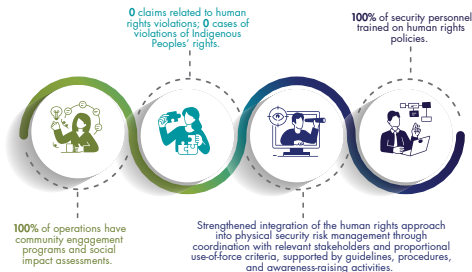 0 claims related to human
rights violations; 0 cases of
violations of Indigenous
Peoples' rights.
100% of security personnel
trained on human rights
policies.
100% of operations have
community engagement
programs and social
impact assessments.
Strengthened integration of the human rights approach
into physical security risk management through
coordination with relevant stakeholders and proportional
use-of-force criteria, supported by guidelines, procedures,
and awareness-raising activities.